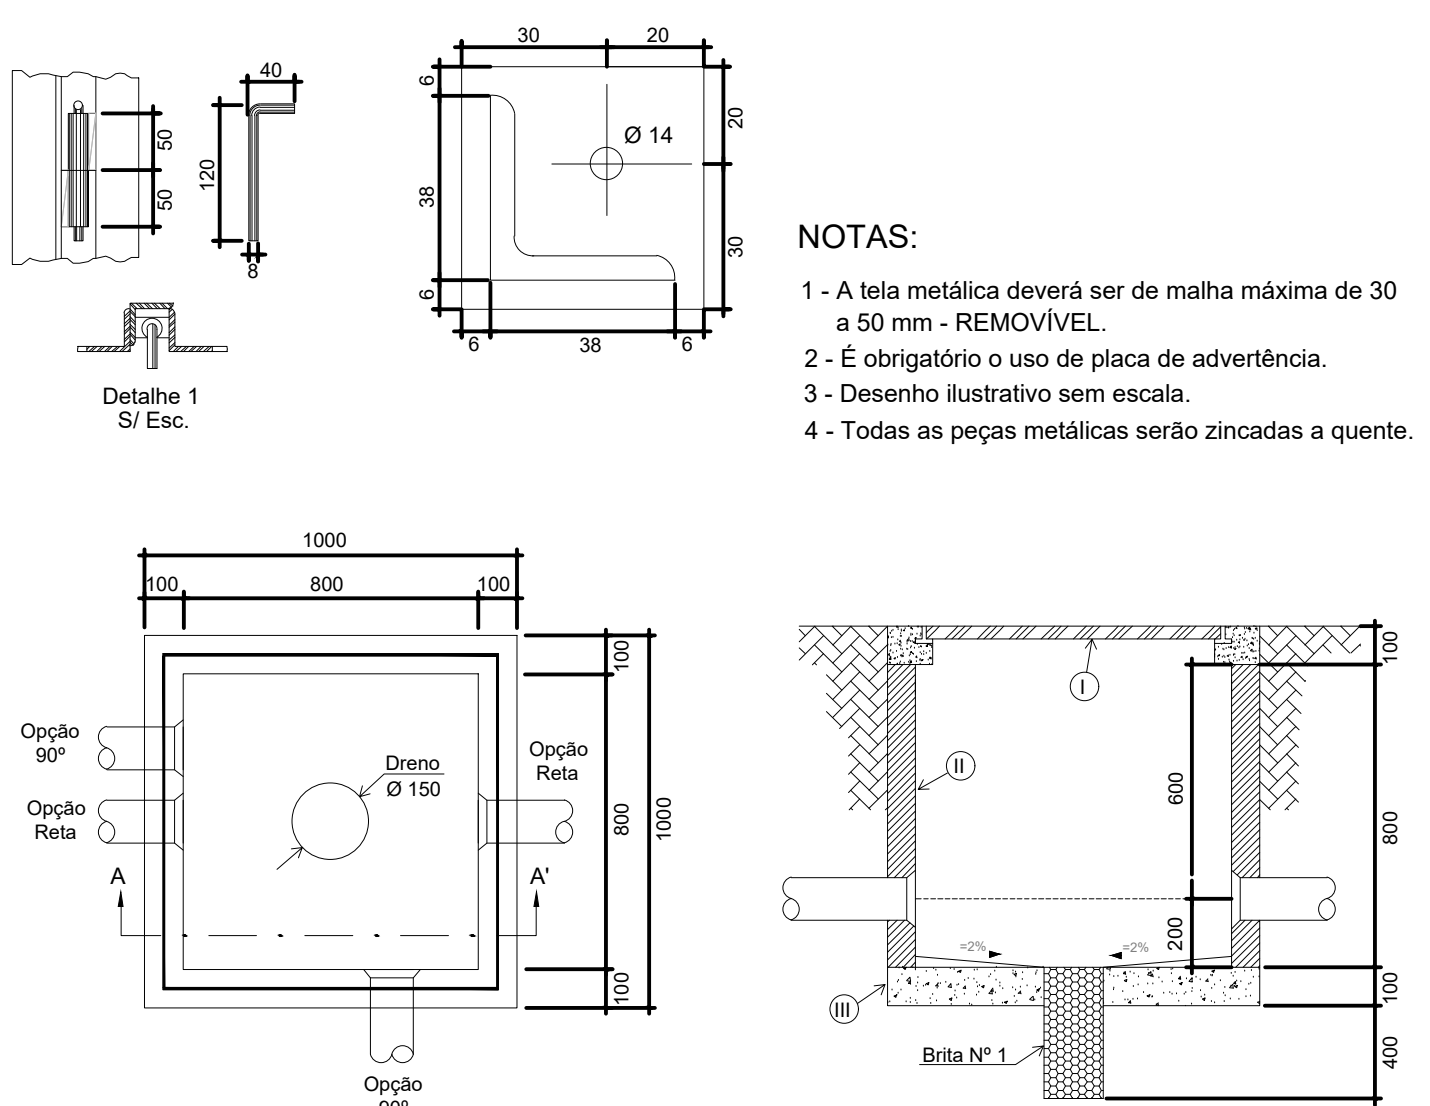 40
120
50
50
8
Detalhe 1
S/ Esc.
30
20
6
38
6
Ø 14
20
30
6
38
6
NOTAS:
1 - A tela metálica deverá ser de malha máxima de 30
a 50 mm - REMOVÍVEL.
2 - É obrigatório o uso de placa de advertência.
3 - Desenho ilustrativo sem escala.
4 - Todas as peças metálicas serão zincadas a quente.
1000
100
800
100
100
800
1000
100
Opção
90º
Opção
Reta
Dreno
Ø 150
Opção
Reta
A
A'
Opção
90º
I
II
III
600
200
=2%
=2%
100
800
100
400
Brita Nº 1